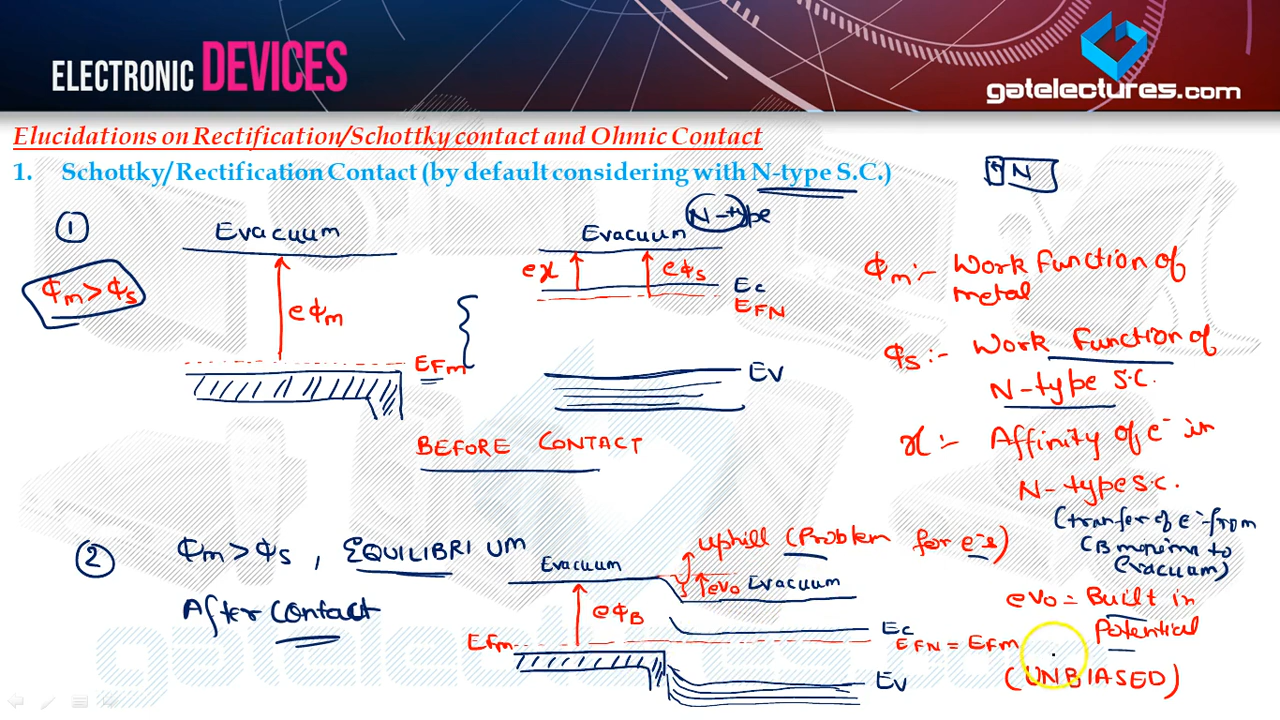 ELECTRONIC DEVICES
gatelectures.com
Elucidations on Rectification/Schottky contact and Ohmic Contact
1. Schottky/Rectification Contact (by default considering with N-type S.C.)
N
1
Φm > Φs
Evacuum
eΦm
EFm
N-type
Evacuum
eχ
eΦs
Ec
EFN
EV
BEFORE CONTACT
Φm :- Work Function of
metal
Φs :- Work Function of
N-type S.C.
χ :- Affinity of e⁻ in
N-type S.C.
(transfer of e⁻ from
CB minima to
Evacuum)
2
Φm > Φs , EQUILIBRIUM
After Contact
Evacuum
eΦB
EFm
uphill (Problem for e⁻s)
eV₀
Evacuum
Ec
EFN = EFm
EV
eV₀ = Built in
Potential
(UNBIASED)